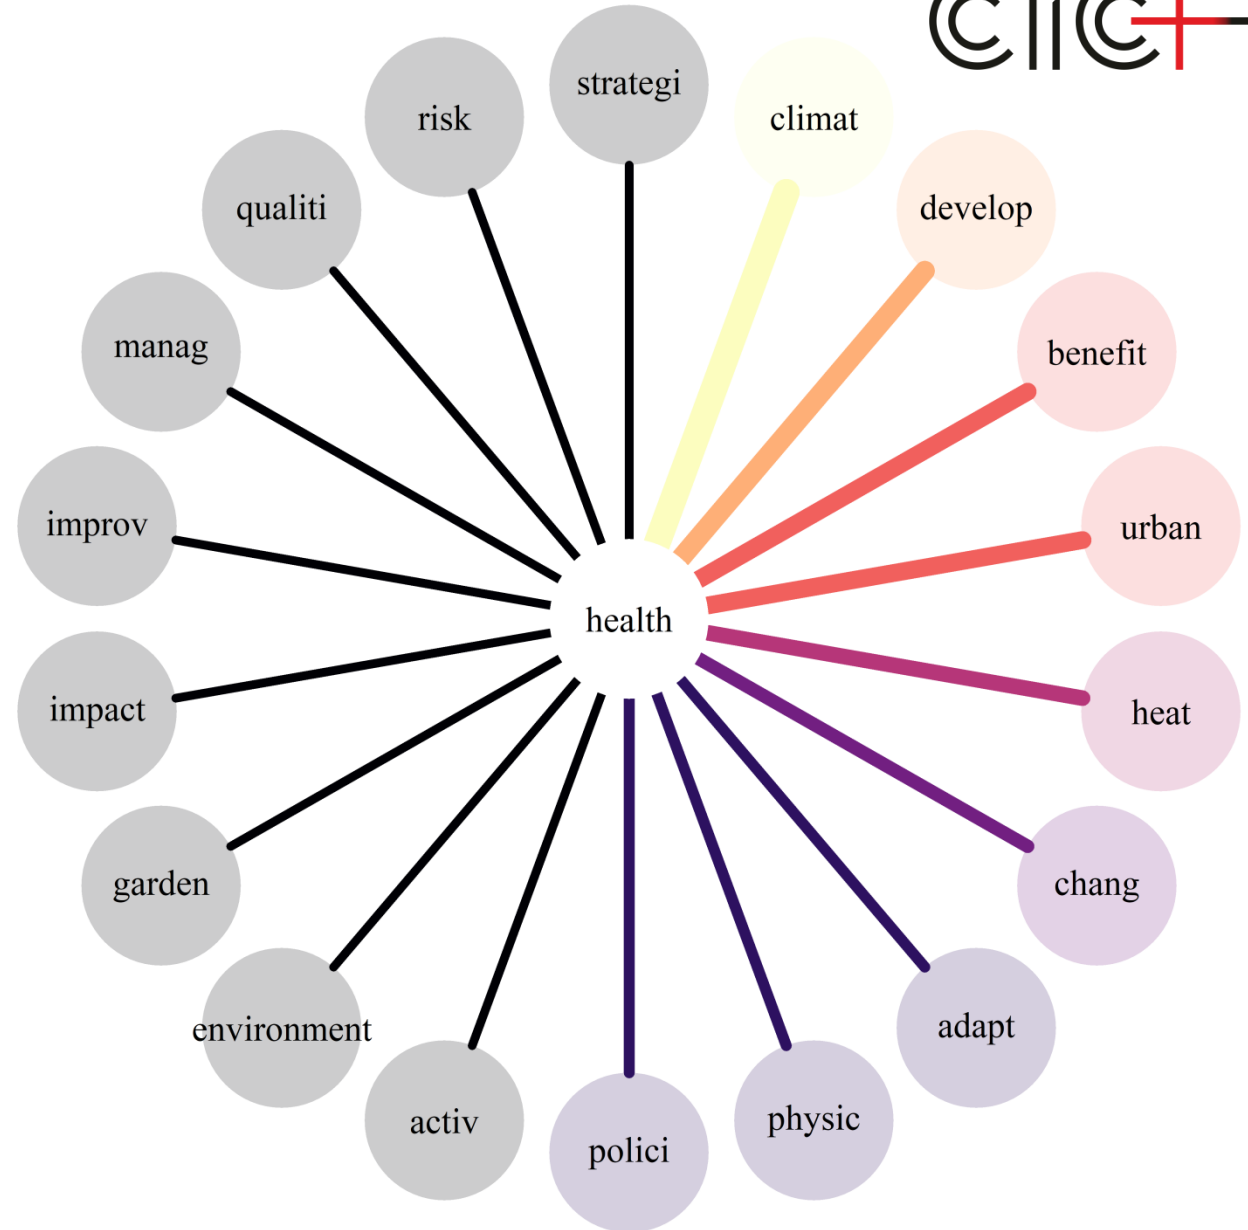 strategi
climat
develop
benefit
urban
heat
chang
adapt
physic
polici
activ
environment
garden
impact
improv
manag
qualiti
risk
health